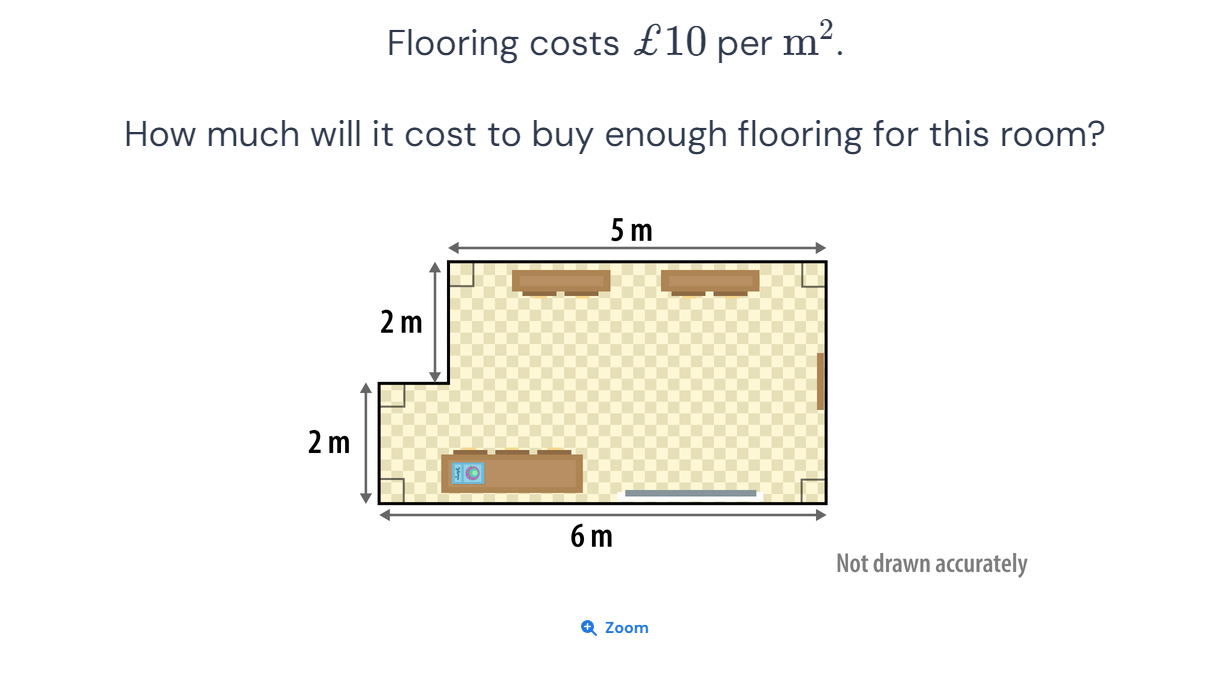 Flooring costs £10 per m².
How much will it cost to buy enough flooring for this room?
5 m
2 m
2 m
6 m
Not drawn accurately
Zoom